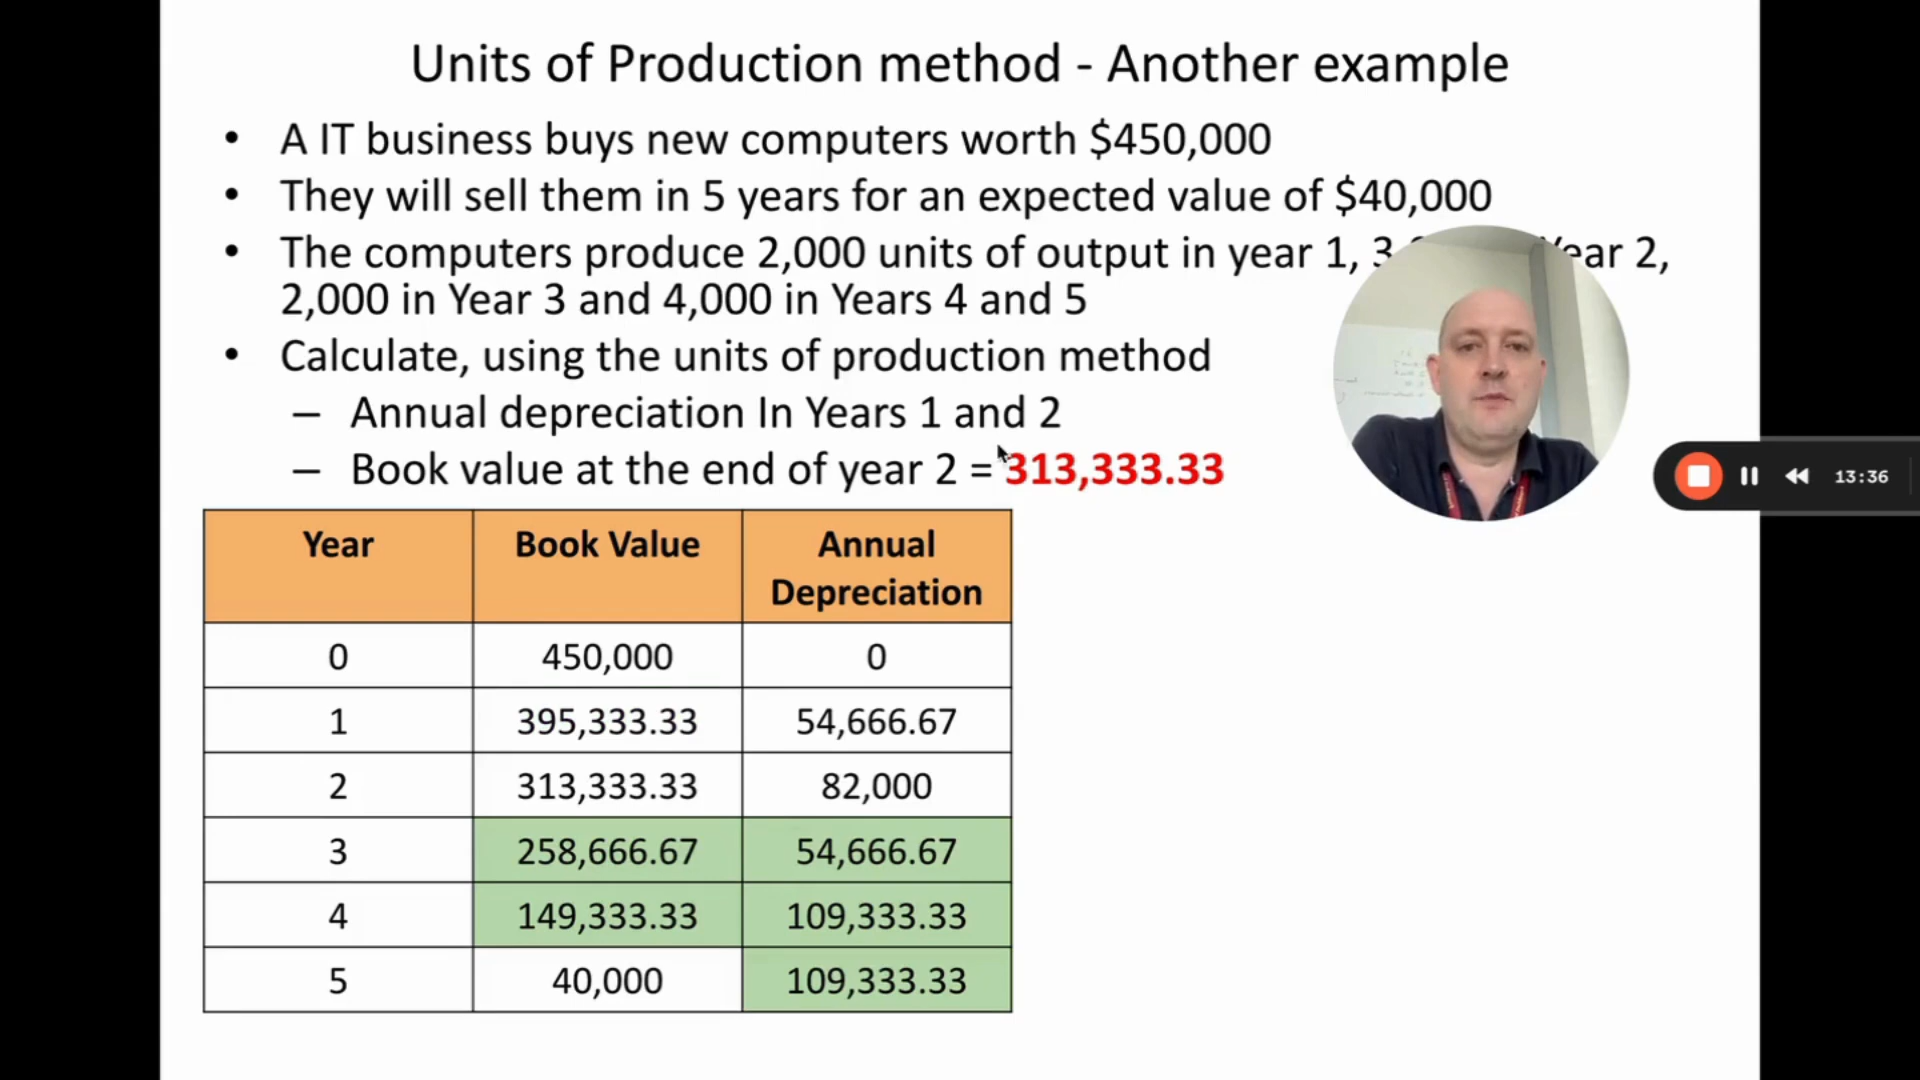 Units of Production method - Another example
• A IT business buys new computers worth $450,000
• They will sell them in 5 years for an expected value of $40,000
• The computers produce 2,000 units of output in year 1, 3 ear 2,
2,000 in Year 3 and 4,000 in Years 4 and 5
• Calculate, using the units of production method
– Annual depreciation In Years 1 and 2
– Book value at the end of year 2 = 313,333.33
13:36
Year Book Value Annual
Depreciation
0 450,000 0
1 395,333.33 54,666.67
2 313,333.33 82,000
3 258,666.67 54,666.67
4 149,333.33 109,333.33
5 40,000 109,333.33